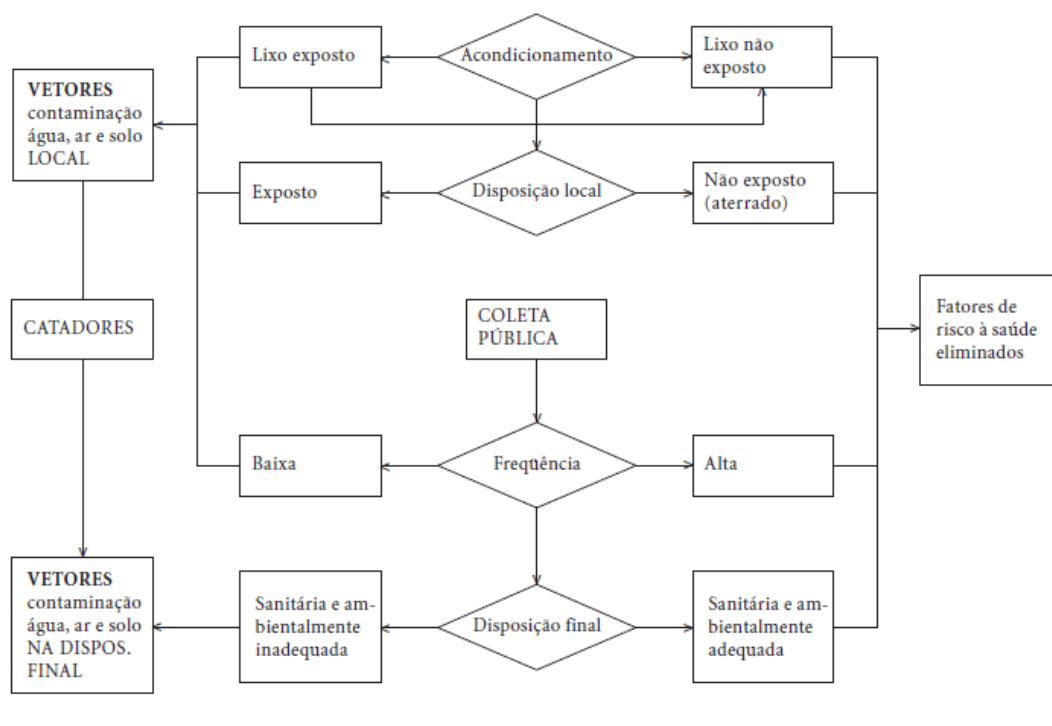 Lixo exposto
Acondicionamento
Lixo não
exposto
VETORES
contaminação
água, ar e solo
LOCAL
Exposto
Disposição local
Não exposto
(aterrado)
CATADORES
COLETA
PÚBLICA
Fatores de
risco à saúde
eliminados
Baixa
Freqüência
Alta
VETORES
contaminação
água, ar e solo
NA DISPOS.
FINAL
Sanitária e am-
bientalmente
inadequada
Disposição final
Sanitária e am-
bientalmente
adequada